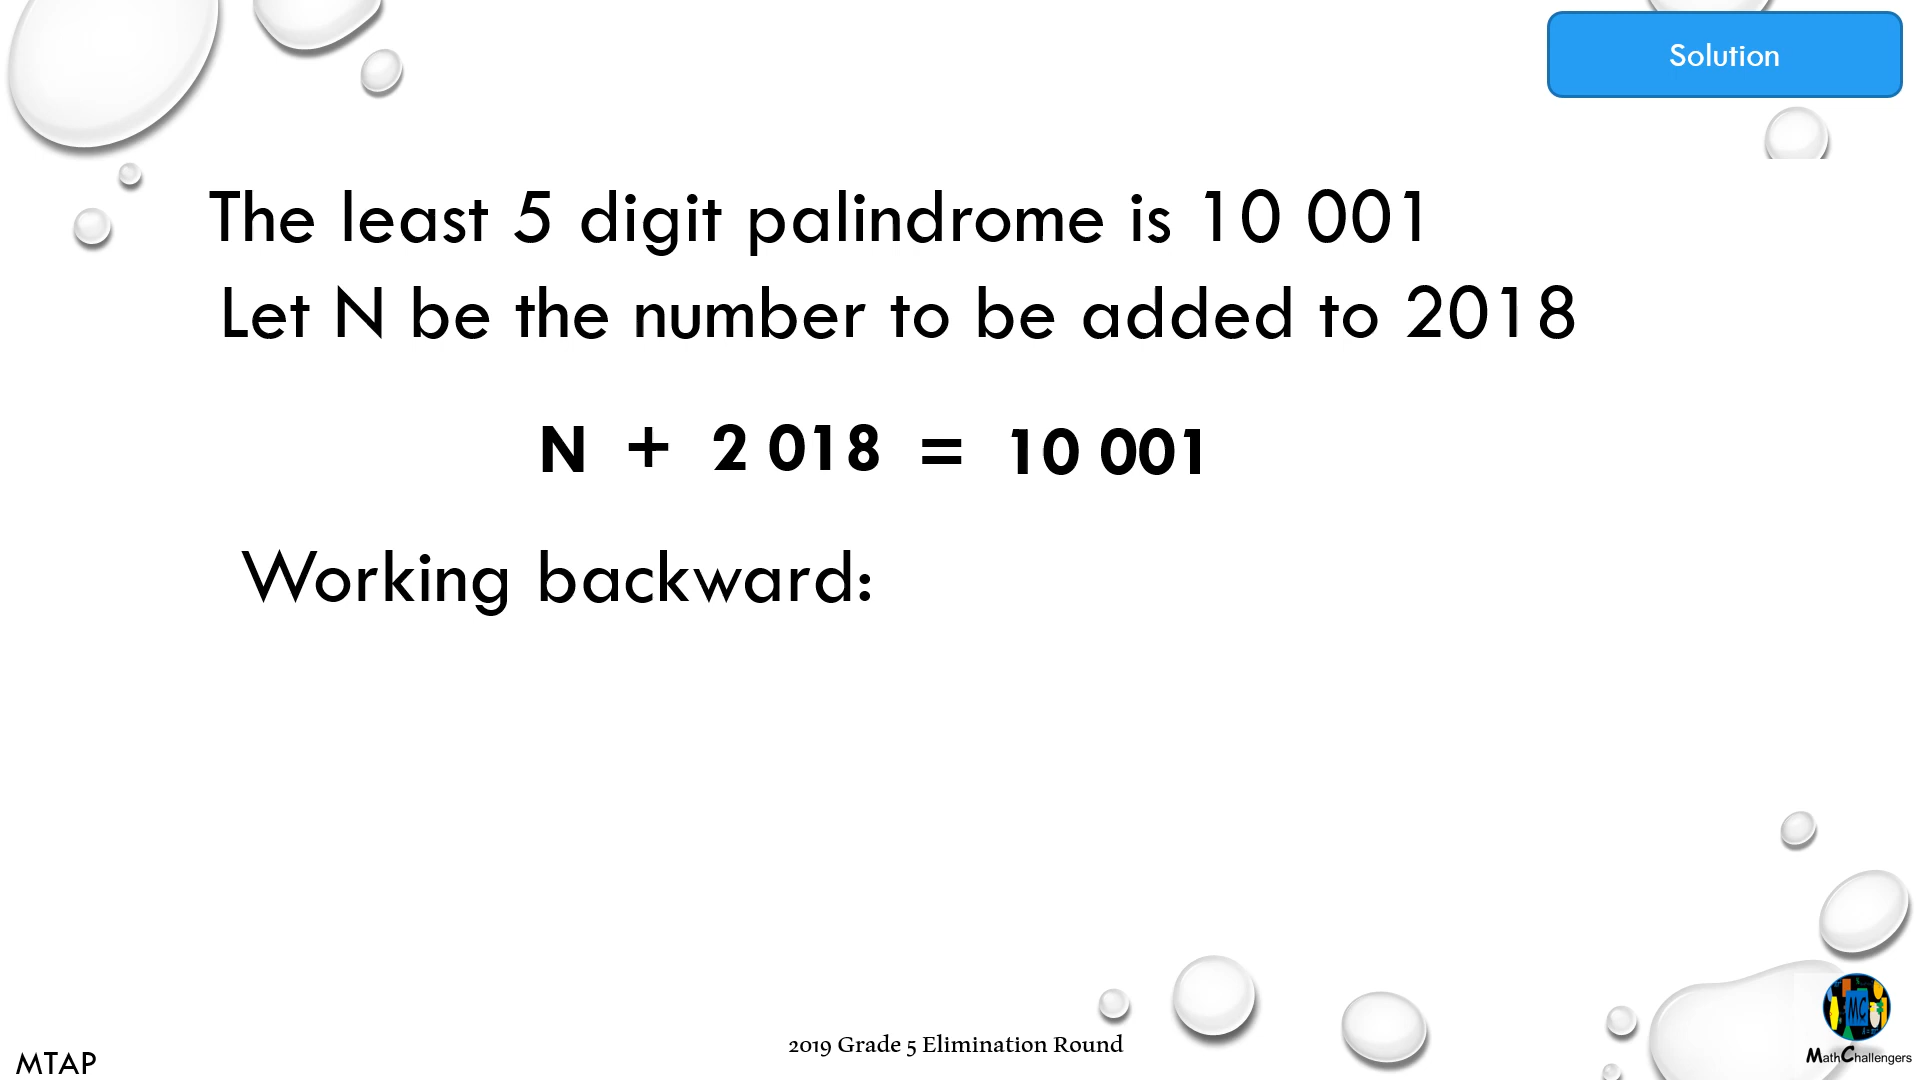 Solution
The least 5 digit palindrome is 10 001
Let N be the number to be added to 2018
N + 2 018 = 10 001
Working backward:
MC
MathChallengers
2019 Grade 5 Elimination Round
MTAP